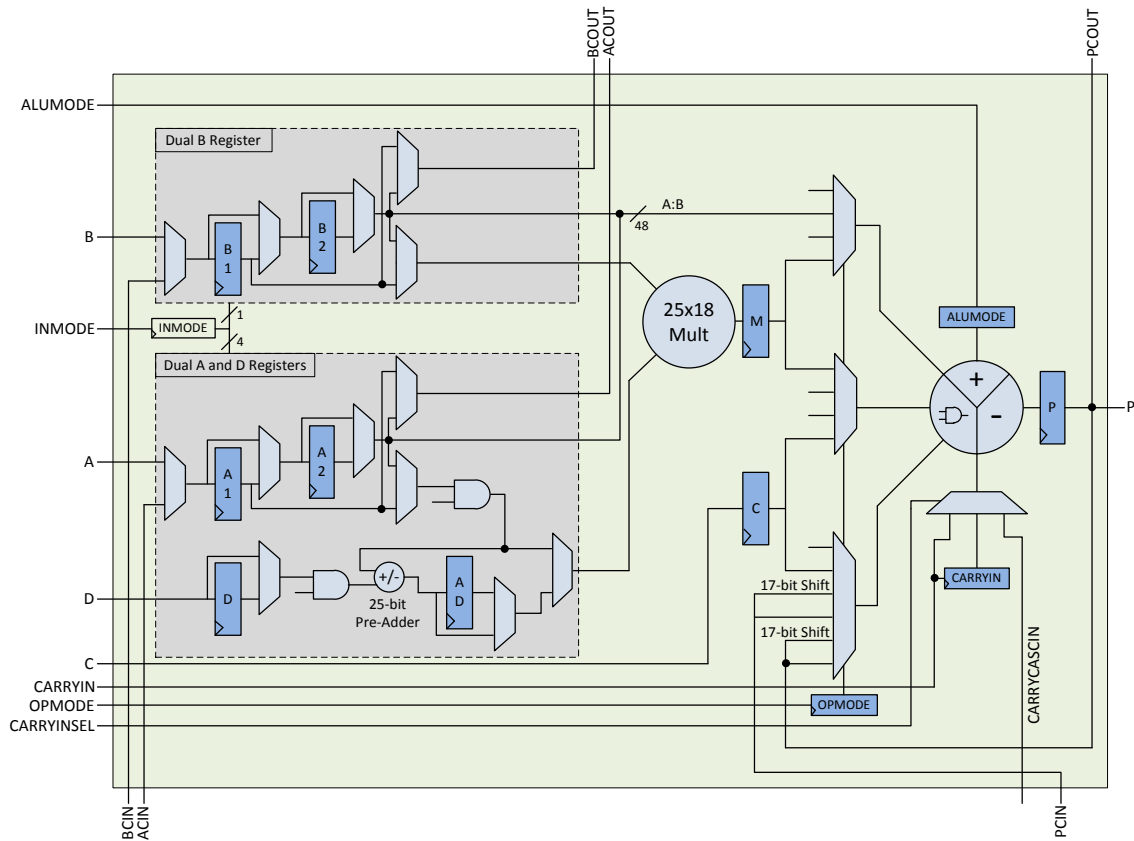 BCOUT
ACOUT
PCOUT
ALUMODE
Dual B Register
B
B
1
B
2
A:B
48
25x18
Mult
M
ALUMODE
+
-
P
P
INMODE
INMODE
1
4
Dual A and D Registers
A
A
1
A
2
C
D
D
+/-
25-bit
Pre-Adder
A
D
17-bit Shift
17-bit Shift
CARRYIN
C
CARRYIN
OPMODE
CARRYINSEL
OPMODE
CARRYCASCIN
BCIN
ACIN
PCIN